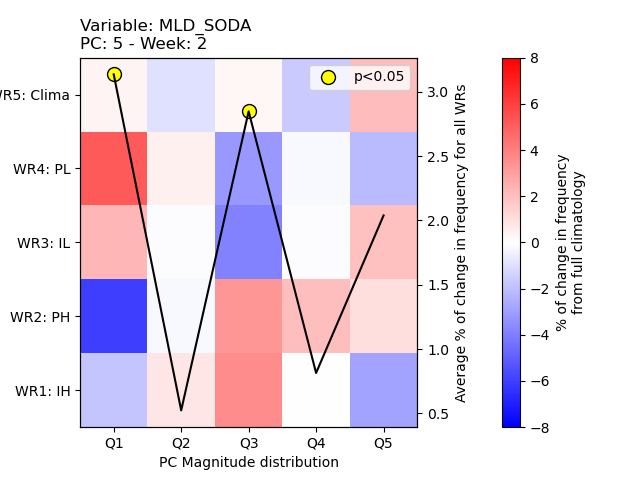 Variable: MLD_SODA
PC: 5 - Week: 2
p<0.05
WR5: Clima
WR4: PL
WR3: IL
WR2: PH
WR1: IH
Q1 Q2 Q3 Q4 Q5
PC Magnitude distribution
3.0
2.5
2.0
1.5
1.0
0.5
Average % of change in frequency for all WRs
8
6
4
2
0
−2
−4
−6
−8
% of change in frequency
from full climatology